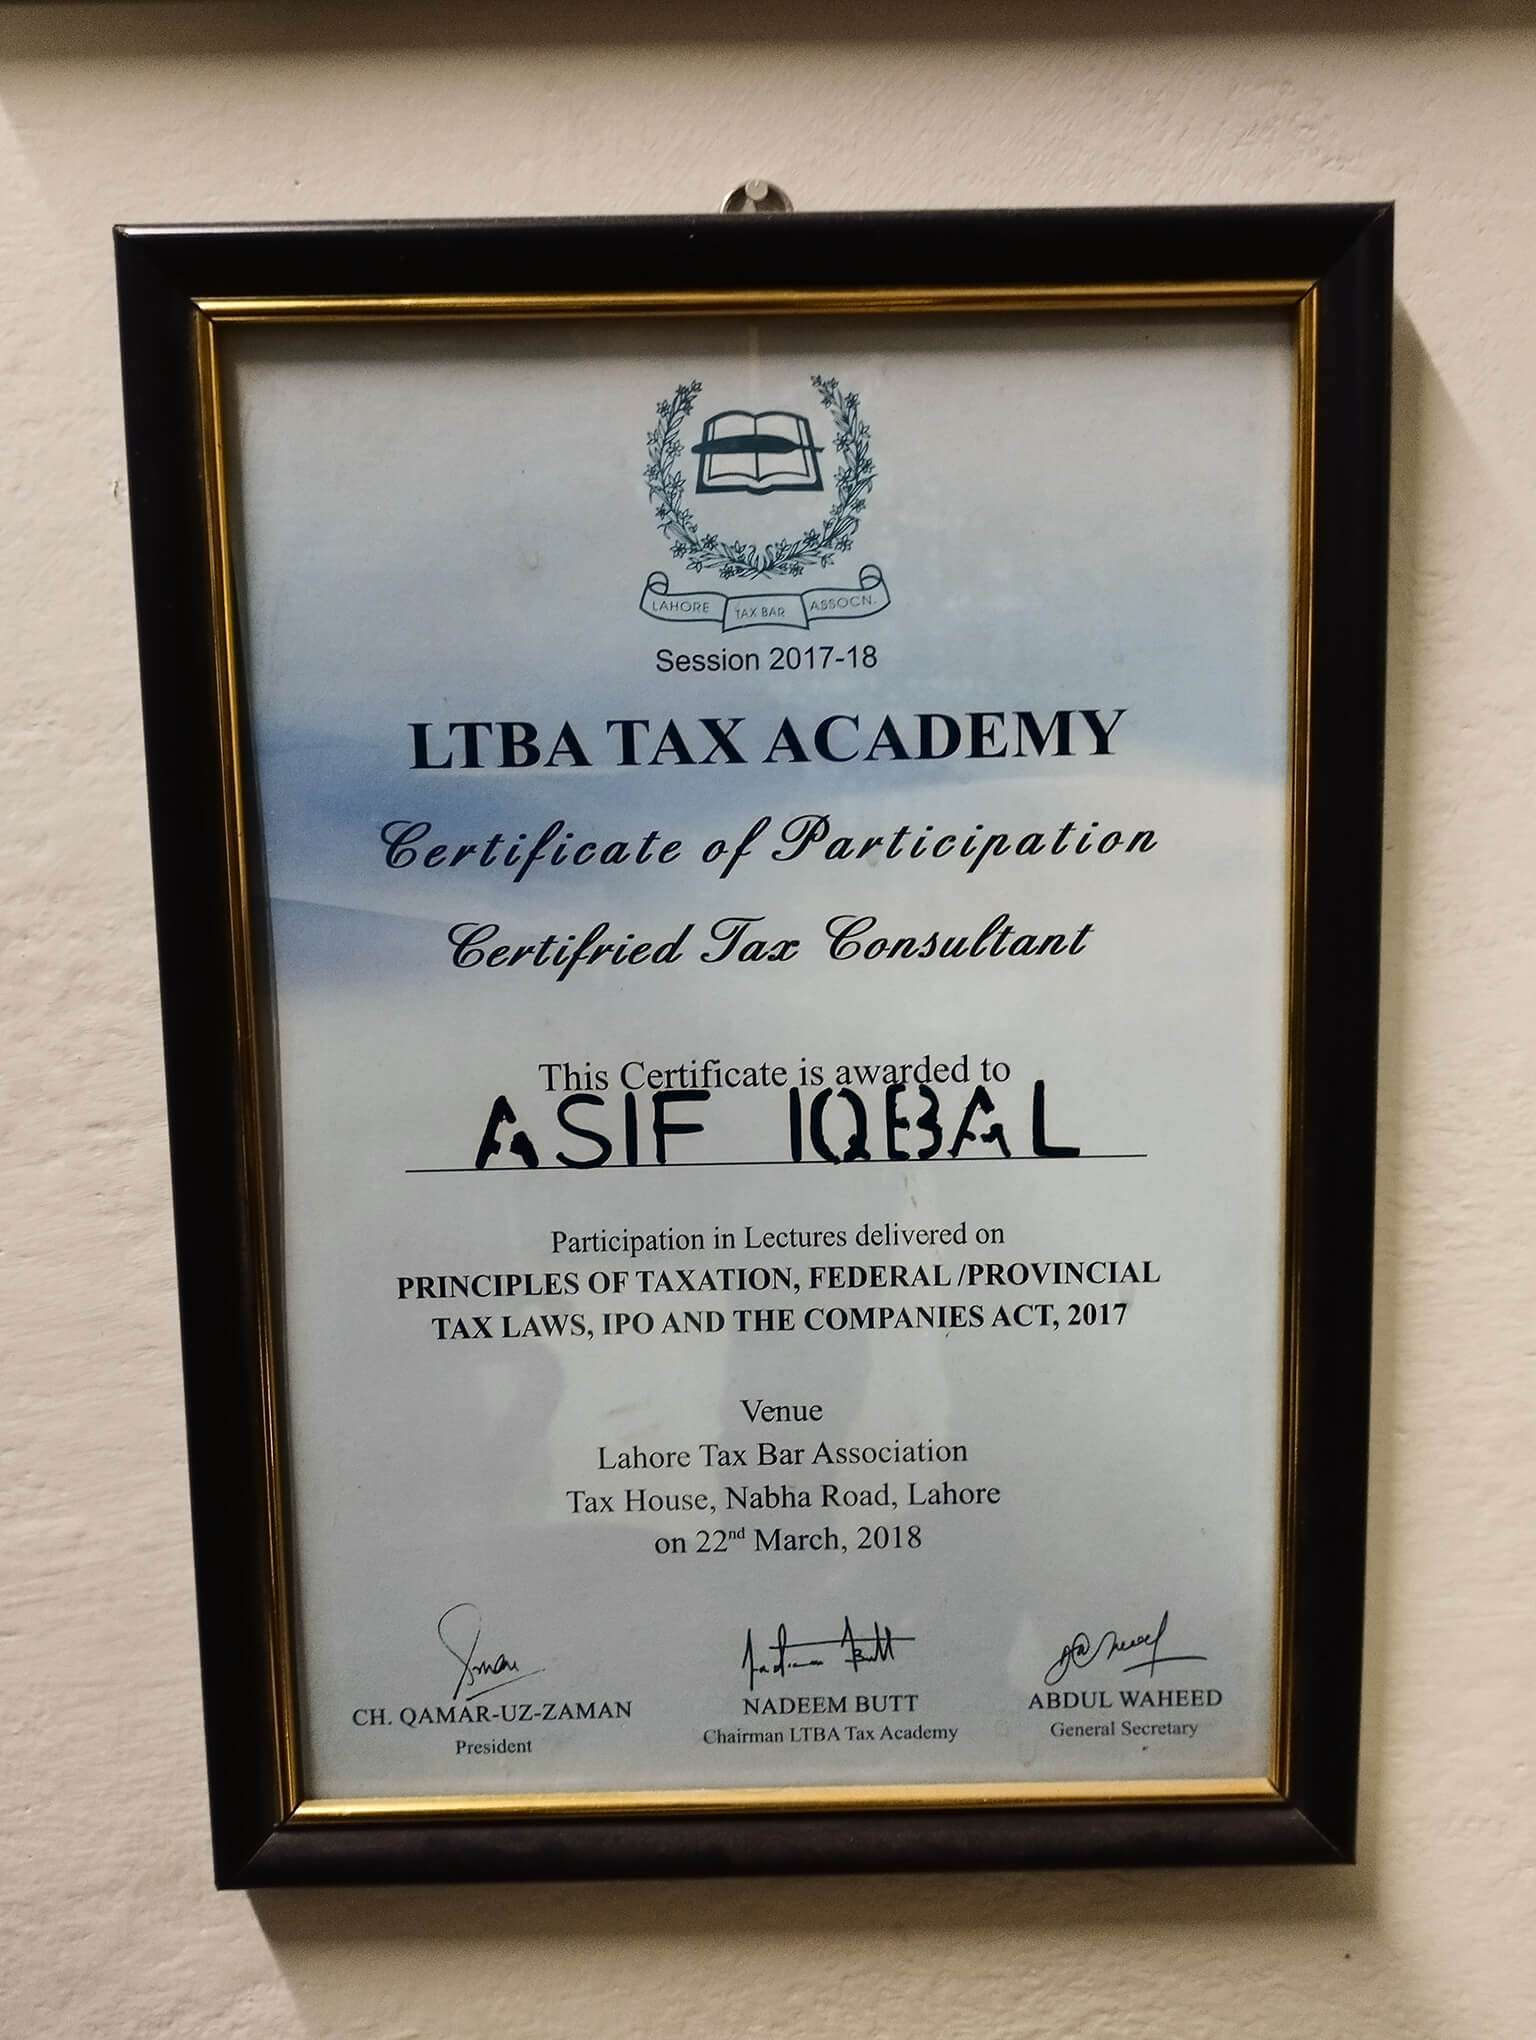 LAHORE TAX BAR ASSOCN.
Session 2017-18
LTBA TAX ACADEMY
Certificate of Participation
Certifried Tax Consultant
This Certificate is awarded to
ASIF IQBAL
Participation in Lectures delivered on
PRINCIPLES OF TAXATION, FEDERAL /PROVINCIAL
TAX LAWS, IPO AND THE COMPANIES ACT, 2017
Venue
Lahore Tax Bar Association
Tax House, Nabha Road, Lahore
on 22nd March, 2018
Nadeem Butt
CH. QAMAR-UZ-ZAMAN
President
NADEEM BUTT
Chairman LTBA Tax Academy
ABDUL WAHEED
General Secretary